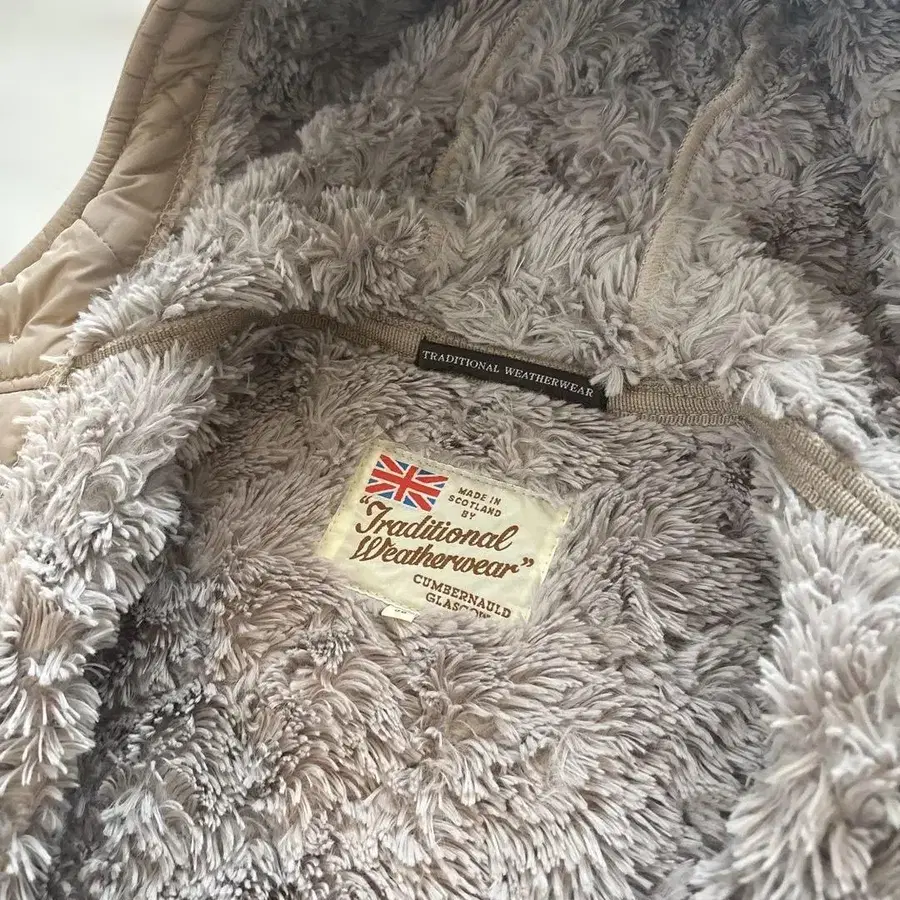 TRADITIONAL WEATHERWEAR
MADE IN
SCOTLAND
BY
"Traditional
Weatherwear"
CUMBERNAULD
GLASGOW